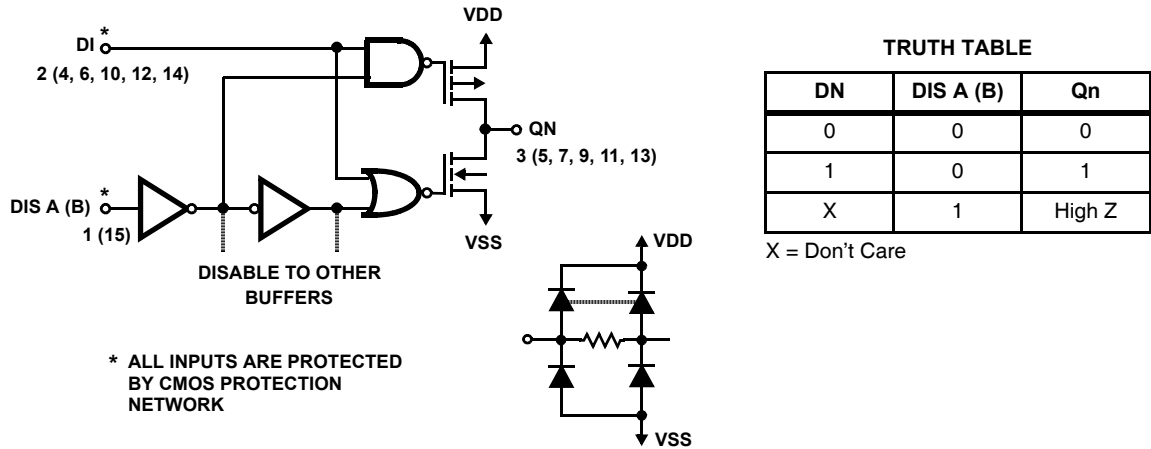 VDD
*
DI
2 (4, 6, 10, 12, 14)
QN
3 (5, 7, 9, 11, 13)
*
DIS A (B)
1 (15)
VSS
DISABLE TO OTHER
BUFFERS
VDD
* ALL INPUTS ARE PROTECTED
BY CMOS PROTECTION
NETWORK
VSS
TRUTH TABLE
DN DIS A (B) Qn
0 0 0
1 0 1
X 1 High Z
X = Don't Care